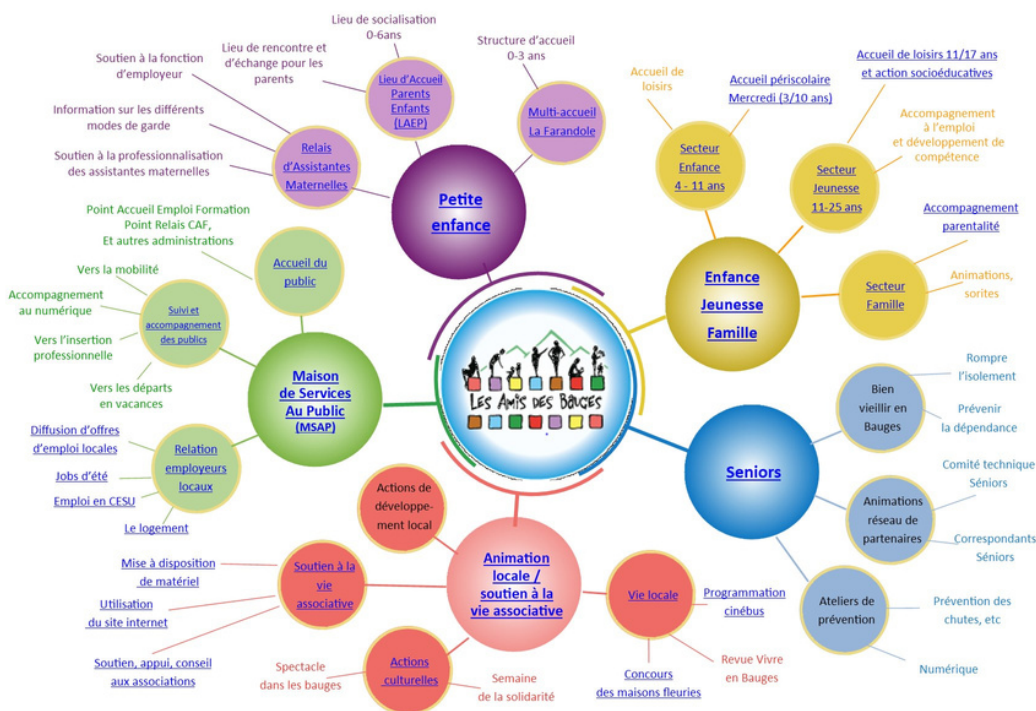 Lieu de socialisation
0-6ans
Lieu de rencontre et
d'échange pour les
parents
Soutien à la fonction
d'employeur
Information sur les différents
modes de garde
Soutien à la professionnalisation
des assistantes maternelles
Lieu d'Accueil
Parents
Enfants
(LAEP)
Relais
d'Assistantes
Maternelles
Structure d'accueil
0-3 ans
Multi-accueil
La Farandole
Petite
enfance
Accueil de
loisirs
Accueil périscolaire
Mercredi (3/10 ans)
Accueil de loisirs 11/17 ans
et action socioéducatives
Accompagnement
à l'emploi
et développement de
compétence
Secteur
Enfance
4 - 11 ans
Secteur
Jeunesse
11-25 ans
Accompagnement
parentalité
Secteur
Famille
Animations,
sorites
Enfance
Jeunesse
Famille
Point Accueil Emploi Formation
Point Relais CAF,
Et autres administrations
Accueil du
public
Vers la mobilité
Accompagnement
au numérique
Vers l'insertion
professionnelle
Vers les départs
en vacances
Suivi et
accompagnement
des publics
Maison
de Services
Au Public
(MSAP)
Diffusion d'offres
d'emploi locales
Jobs d'été
Emploi en CESU
Le logement
Relation
employeurs
locaux
LES AMIS DES BAUGES
Rompre
l'isolement
Bien
vieillir en
Bauges
Prévenir
la dépendance
Seniors
Comité technique
Séniors
Animations
réseau de
partenaires
Correspondants
Séniors
Ateliers de
prévention
Prévention des
chutes, etc
Numérique
Actions de
développe-
ment local
Animation
locale /
soutien à la
vie associative
Soutien à la
vie
associative
Mise à disposition
de matériel
Utilisation
du site internet
Soutien, appui, conseil
aux associations
Spectacle
dans les bauges
Actions
culturelles
Semaine
de la solidarité
Vie locale
Programmation
cinébus
Revue Vivre
en Bauges
Concours
des maisons fleuries